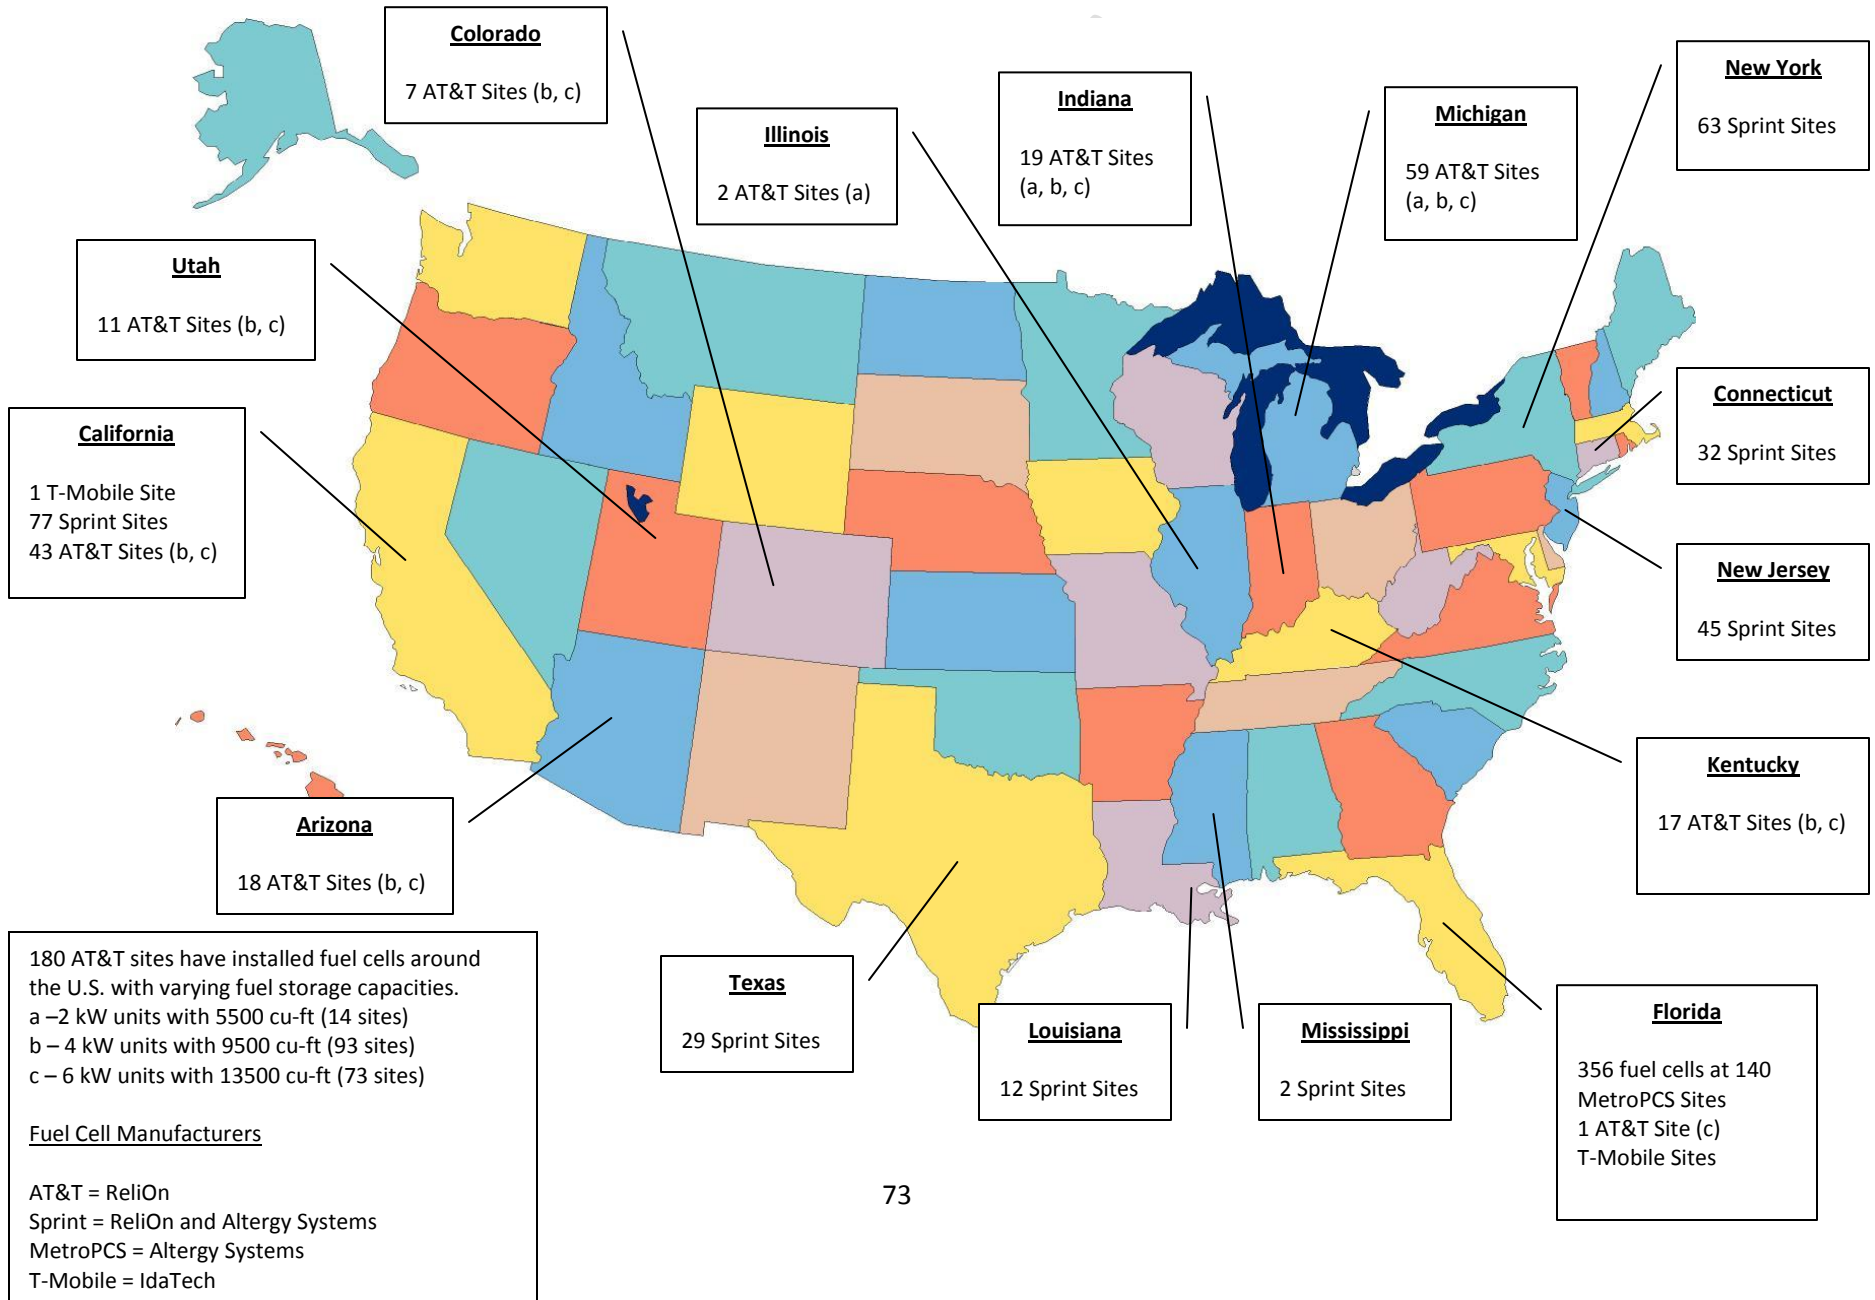 Colorado
7 AT&T Sites (b, c)
Illinois
2 AT&T Sites (a)
Indiana
19 AT&T Sites
(a, b, c)
Michigan
59 AT&T Sites
(a, b, c)
New York
63 Sprint Sites
Utah
11 AT&T Sites (b, c)
Connecticut
32 Sprint Sites
California
1 T-Mobile Site
77 Sprint Sites
43 AT&T Sites (b, c)
New Jersey
45 Sprint Sites
Kentucky
17 AT&T Sites (b, c)
Arizona
18 AT&T Sites (b, c)
Texas
29 Sprint Sites
Louisiana
12 Sprint Sites
Mississippi
2 Sprint Sites
Florida
356 fuel cells at 140
MetroPCS Sites
1 AT&T Site (c)
T-Mobile Sites
180 AT&T sites have installed fuel cells around
the U.S. with varying fuel storage capacities.
a –2 kW units with 5500 cu-ft (14 sites)
b – 4 kW units with 9500 cu-ft (93 sites)
c – 6 kW units with 13500 cu-ft (73 sites)
Fuel Cell Manufacturers
AT&T = ReliOn
Sprint = ReliOn and Altergy Systems
MetroPCS = Altergy Systems
T-Mobile = IdaTech
73